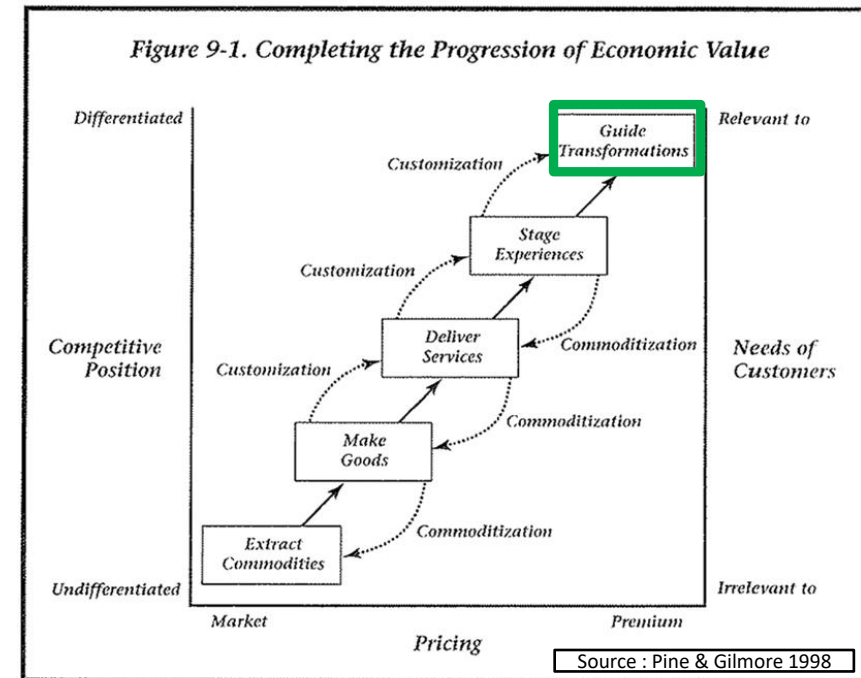 Figure 9-1. Completing the Progression of Economic Value
Differentiated
Relevant to
Guide
Transformations
Customization
Stage
Experiences
Customization
Competitive
Position
Deliver
Services
Commoditization
Needs of
Customers
Customization
Commoditization
Make
Goods
Commoditization
Extract
Commodities
Undifferentiated
Irrelevant to
Market
Premium
Pricing
Source : Pine & Gilmore 1998